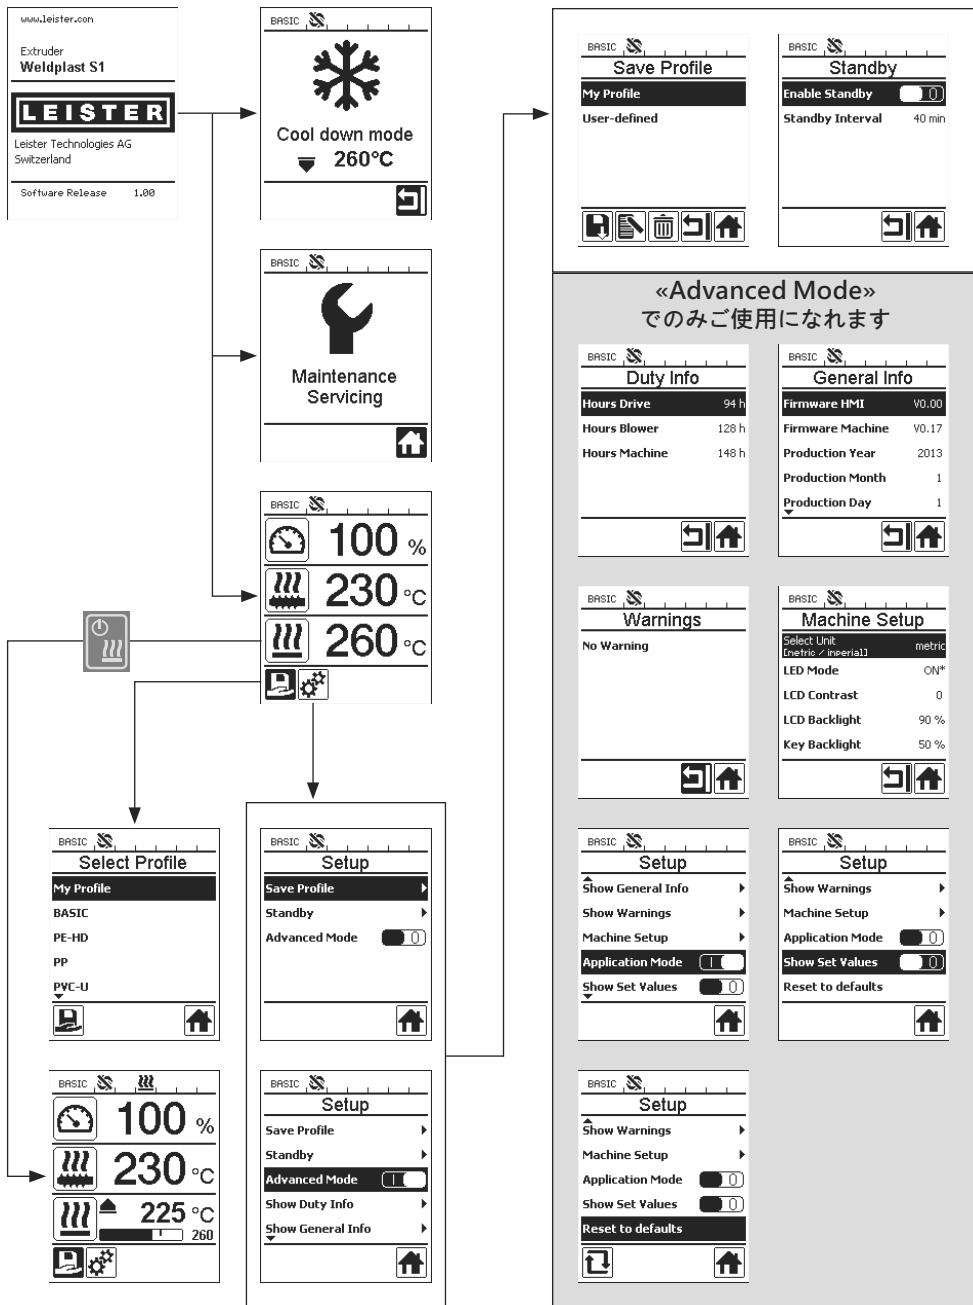 www.leister.com
Extruder
Weldplast S1
LEISTER
Leister Technologies AG
Switzerland
Software Release 1.00
BASIC
Cool down mode
260°C
BASIC
Maintenance
Servicing
BASIC
100 %
230 °C
260 °C
BASIC
Select Profile
My Profile
BASIC
PE-HD
PP
PVC-U
BASIC
100 %
230 °C
225 °C
260
BASIC
Setup
Save Profile
Standby
Advanced Mode 0
BASIC
Setup
Save Profile
Standby
Advanced Mode I
Show Duty Info
Show General Info
BASIC
Save Profile
My Profile
User-defined
BASIC
Standby
Enable Standby 0
Standby Interval 40 min
«Advanced Mode»
でのみご使用になれます
BASIC
Duty Info
Hours Drive 94 h
Hours Blower 128 h
Hours Machine 148 h
BASIC
General Info
Firmware HMI V0.00
Firmware Machine V0.17
Production Year 2013
Production Month 1
Production Day 1
BASIC
Warnings
No Warning
BASIC
Machine Setup
Select Unit
[metric / imperial] metric
LED Mode ON*
LCD Contrast 0
LCD Backlight 90 %
Key Backlight 50 %
BASIC
Setup
Show General Info
Show Warnings
Machine Setup
Application Mode I
Show Set Values 0
BASIC
Setup
Show Warnings
Machine Setup
Application Mode 0
Show Set Values 0
Reset to defaults
BASIC
Setup
Show Warnings
Machine Setup
Application Mode 0
Show Set Values 0
Reset to defaults